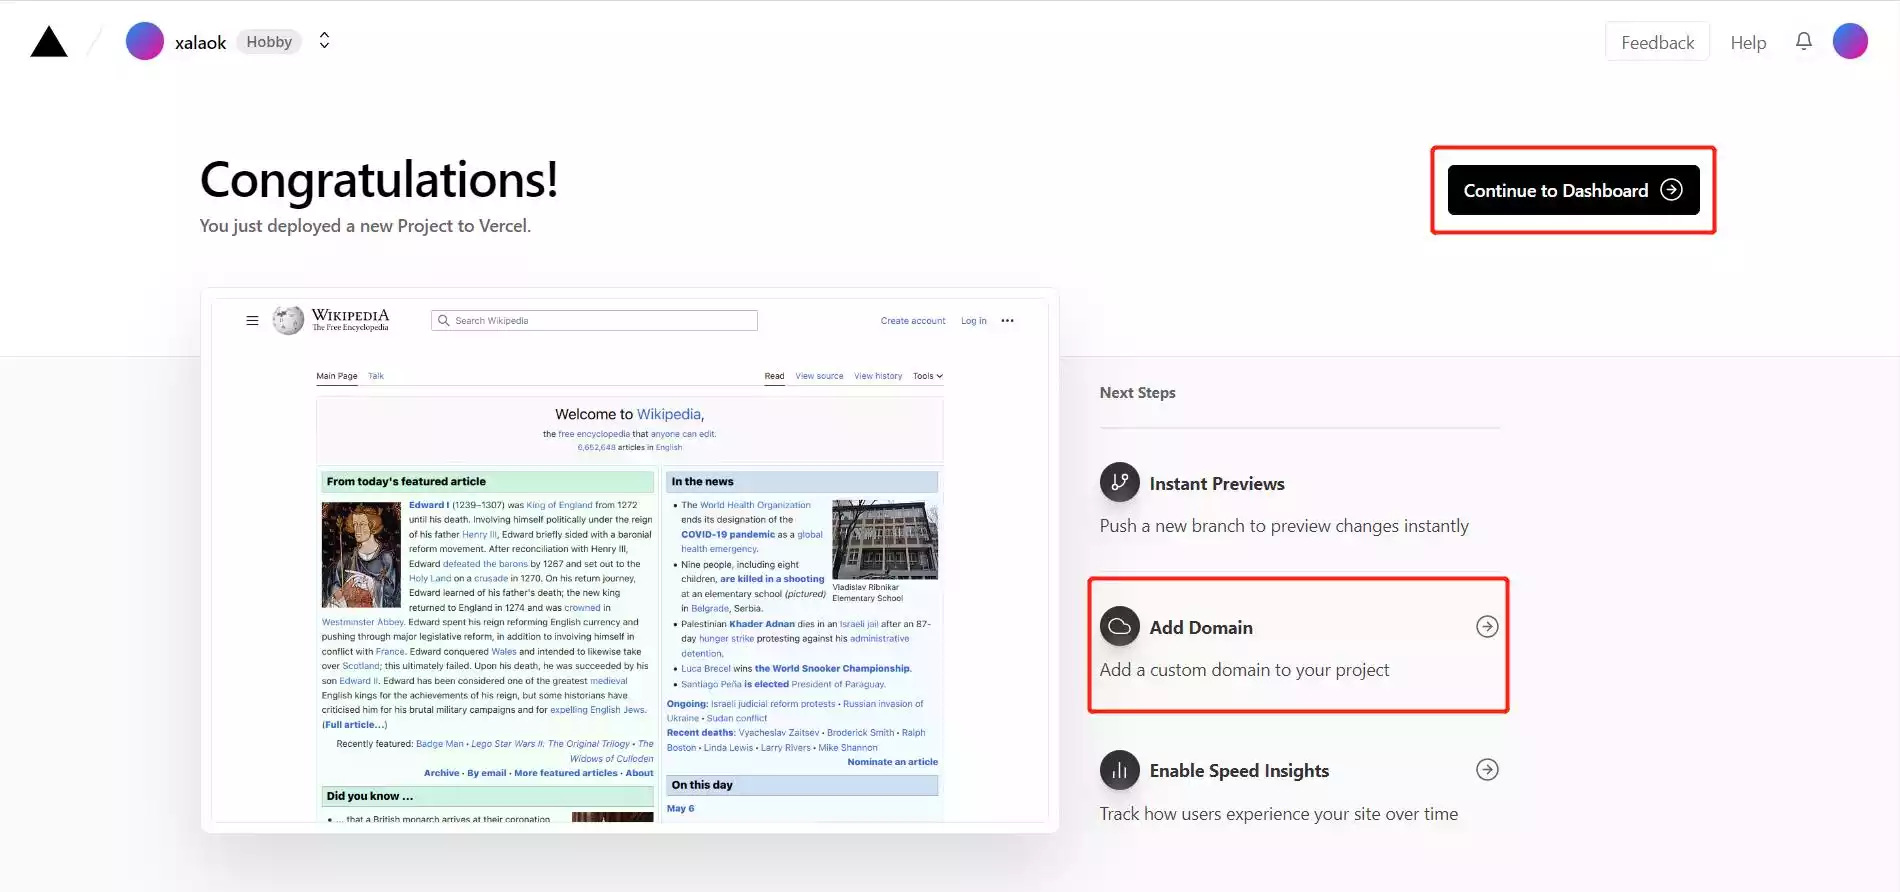 xalaok Hobby
Feedback Help
Congratulations!
You just deployed a new Project to Vercel.
Continue to Dashboard
WIKIPEDIA
The Free Encyclopedia
Search Wikipedia
Create account Log in •••
Main Page Talk
Read View source View history Tools
Welcome to Wikipedia,
the free encyclopedia that anyone can edit.
6,652,648 articles in English
From today's featured article
Edward I (1239–1307) was King of England from 1272
until his death. Involving himself politically under the reign
of his father Henry III, Edward briefly sided with a baronial
reform movement. After reconciliation with Henry III,
Edward defeated the barons by 1267 and set out to the
Holy Land on a crusade in 1270. On his return journey,
Edward learned of his father's death; the new king
returned to England in 1274 and was crowned in
Westminster Abbey. Edward spent his reign reforming English currency and
pushing through major legislative reform, in addition to involving himself in
conflict with France. Edward conquered Wales and intended to likewise take
over Scotland; this ultimately failed. Upon his death, he was succeeded by his
son Edward II. Edward has been considered one of the greatest medieval
English kings for the achievements of his reign, but some historians have
criticised him for his brutal military campaigns and for expelling English Jews.
(Full article...)
Recently featured: Badge Man • Lego Star Wars II: The Original Trilogy • The
Widows of Culloden
Archive • By email • More featured articles • About
Did you know ...
• ... that a British monarch arrives at their coronation
In the news
• The World Health Organization
ends its designation of the
COVID-19 pandemic as a global
health emergency.
• Nine people, including eight
children, are killed in a shooting
at an elementary school (pictured)
in Belgrade, Serbia.
Vladislav Ribnikar
Elementary School
• Palestinian Khader Adnan dies in an Israeli jail after an 87-
day hunger strike protesting against his administrative
detention.
• Luca Brecel wins the World Snooker Championship.
• Santiago Peña is elected President of Paraguay.
Ongoing: Israeli judicial reform protests • Russian invasion of
Ukraine • Sudan conflict
Recent deaths: Vyacheslav Zaitsev • Broderick Smith • Ralph
Boston • Linda Lewis • Larry Rivers • Mike Shannon
Nominate an article
On this day
May 6
Next Steps
Instant Previews
Push a new branch to preview changes instantly
Add Domain
Add a custom domain to your project
Enable Speed Insights
Track how users experience your site over time